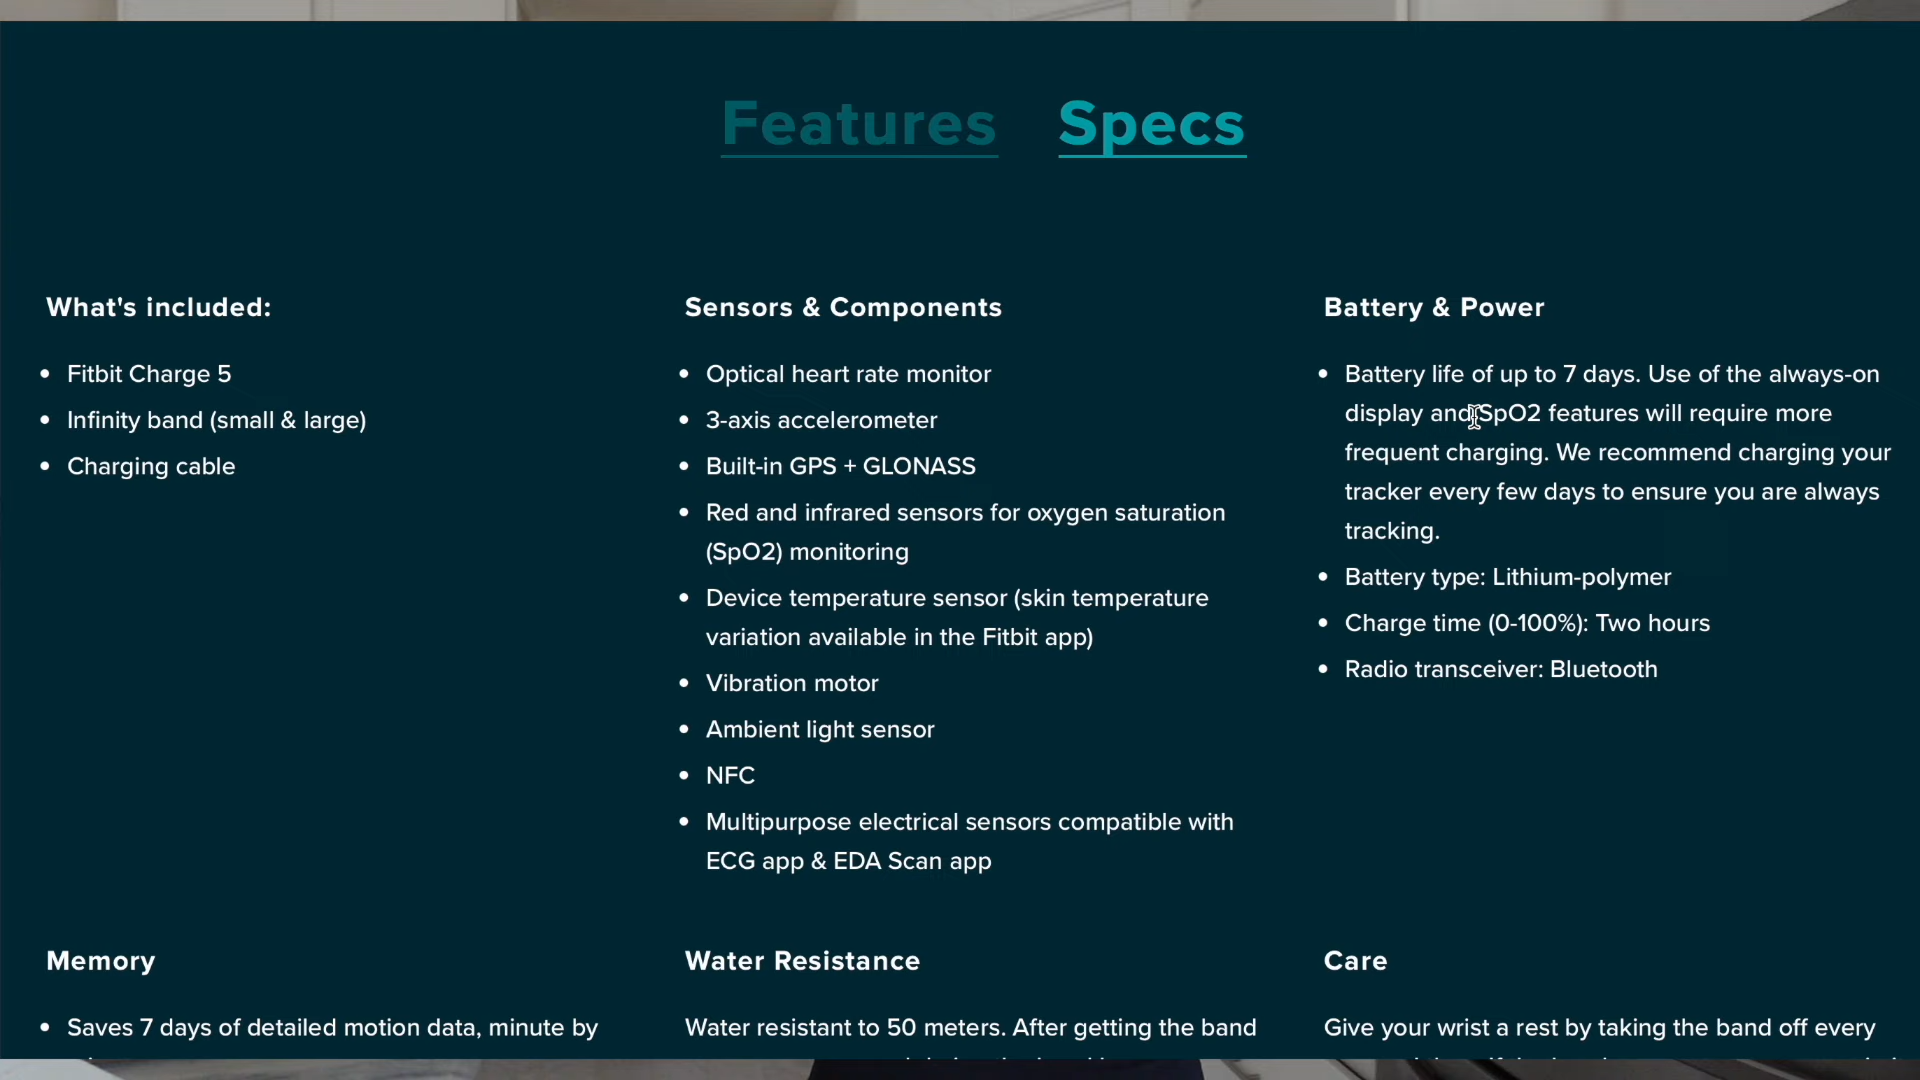 Features Specs
What's included:
Fitbit Charge 5
Infinity band (small & large)
Charging cable
Sensors & Components
Optical heart rate monitor
3-axis accelerometer
Built-in GPS + GLONASS
Red and infrared sensors for oxygen saturation
(SpO2) monitoring
Device temperature sensor (skin temperature
variation available in the Fitbit app)
Vibration motor
Ambient light sensor
NFC
Multipurpose electrical sensors compatible with
ECG app & EDA Scan app
Battery & Power
Battery life of up to 7 days. Use of the always-on
display and SpO2 features will require more
frequent charging. We recommend charging your
tracker every few days to ensure you are always
tracking.
Battery type: Lithium-polymer
Charge time (0-100%): Two hours
Radio transceiver: Bluetooth
Memory
Saves 7 days of detailed motion data, minute by
Water Resistance
Water resistant to 50 meters. After getting the band
Care
Give your wrist a rest by taking the band off every